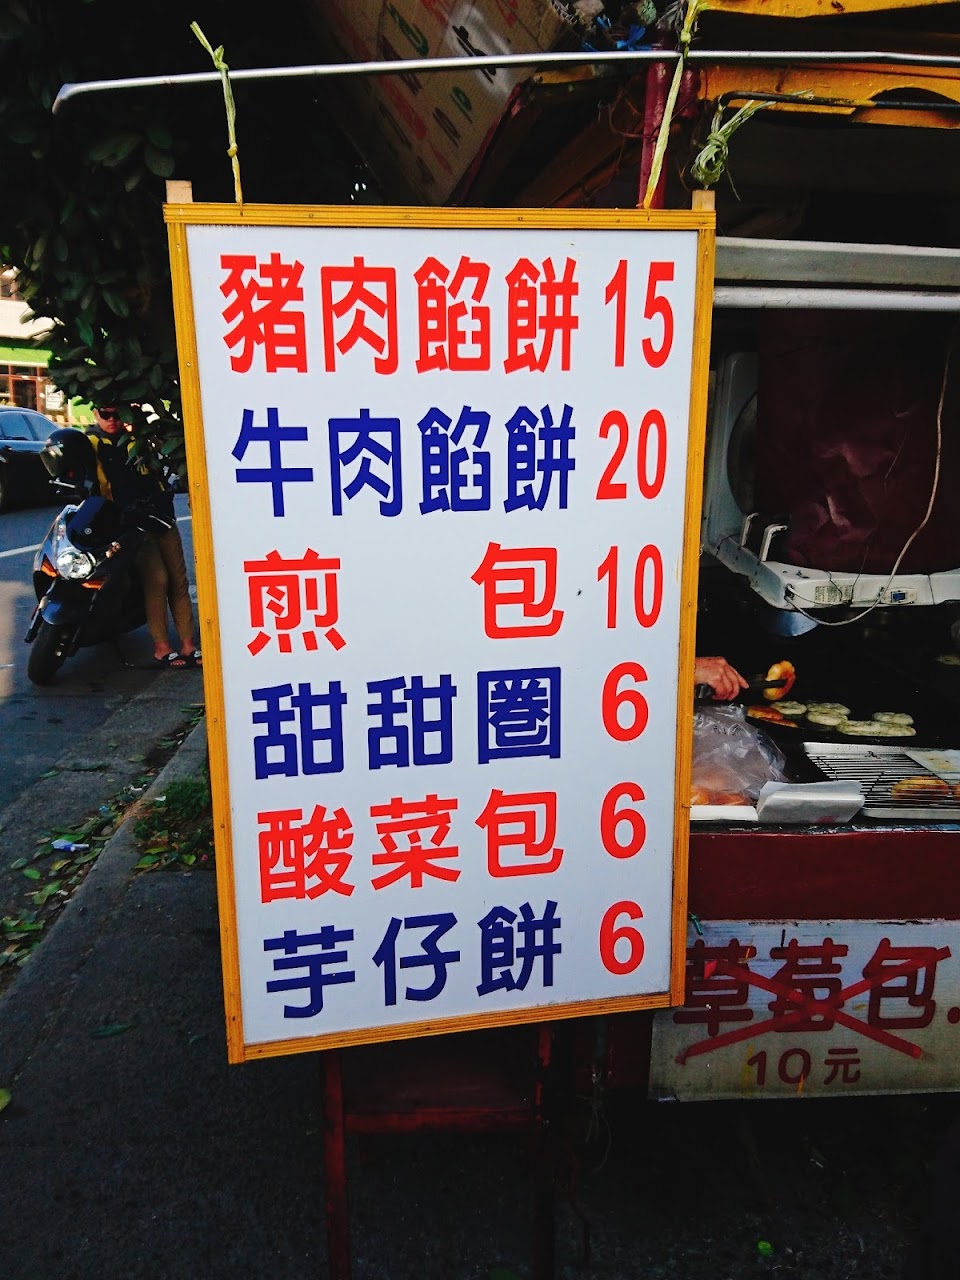 豬肉餡餅 15
牛肉餡餅 20
煎包 10
甜甜圈 6
酸菜包 6
芋仔餅 6
草莓包.
10元